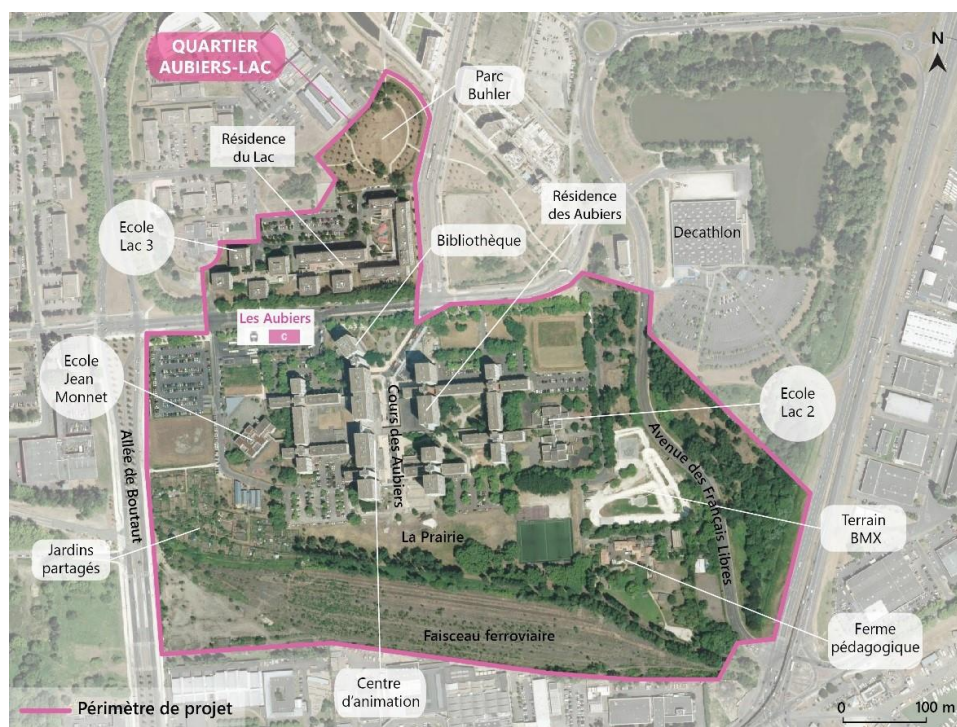 QUARTIER
AUBIERS-LAC
N
Parc
Buhler
Résidence
du Lac
Résidence
des Aubiers
Ecole
Lac 3
Bibliothèque
Decathlon
Les Aubiers
C
Ecole
Jean
Monnet
Cours des Aubiers
Ecole
Lac 2
Allée de Boutaut
Avenue des Français Libres
La Prairie
Terrain
BMX
Jardins
partagés
Faisceau ferroviaire
Ferme
pédagogique
Centre
d'animation
Périmètre de projet
0 100 m